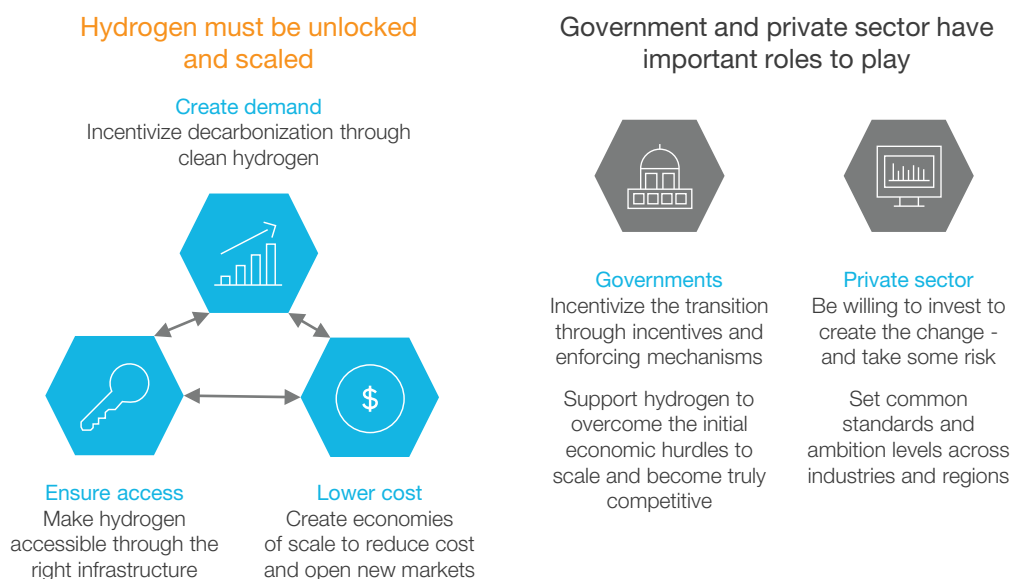 Hydrogen must be unlocked
and scaled
Create demand
Incentivize decarbonization through
clean hydrogen
$
Ensure access
Make hydrogen
accessible through the
right infrastructure
Lower cost
Create economies
of scale to reduce cost
and open new markets
Government and private sector have
important roles to play
Governments
Incentivize the transition
through incentives and
enforcing mechanisms
Support hydrogen to
overcome the initial
economic hurdles to
scale and become truly
competitive
Private sector
Be willing to invest to
create the change -
and take some risk
Set common
standards and
ambition levels across
industries and regions